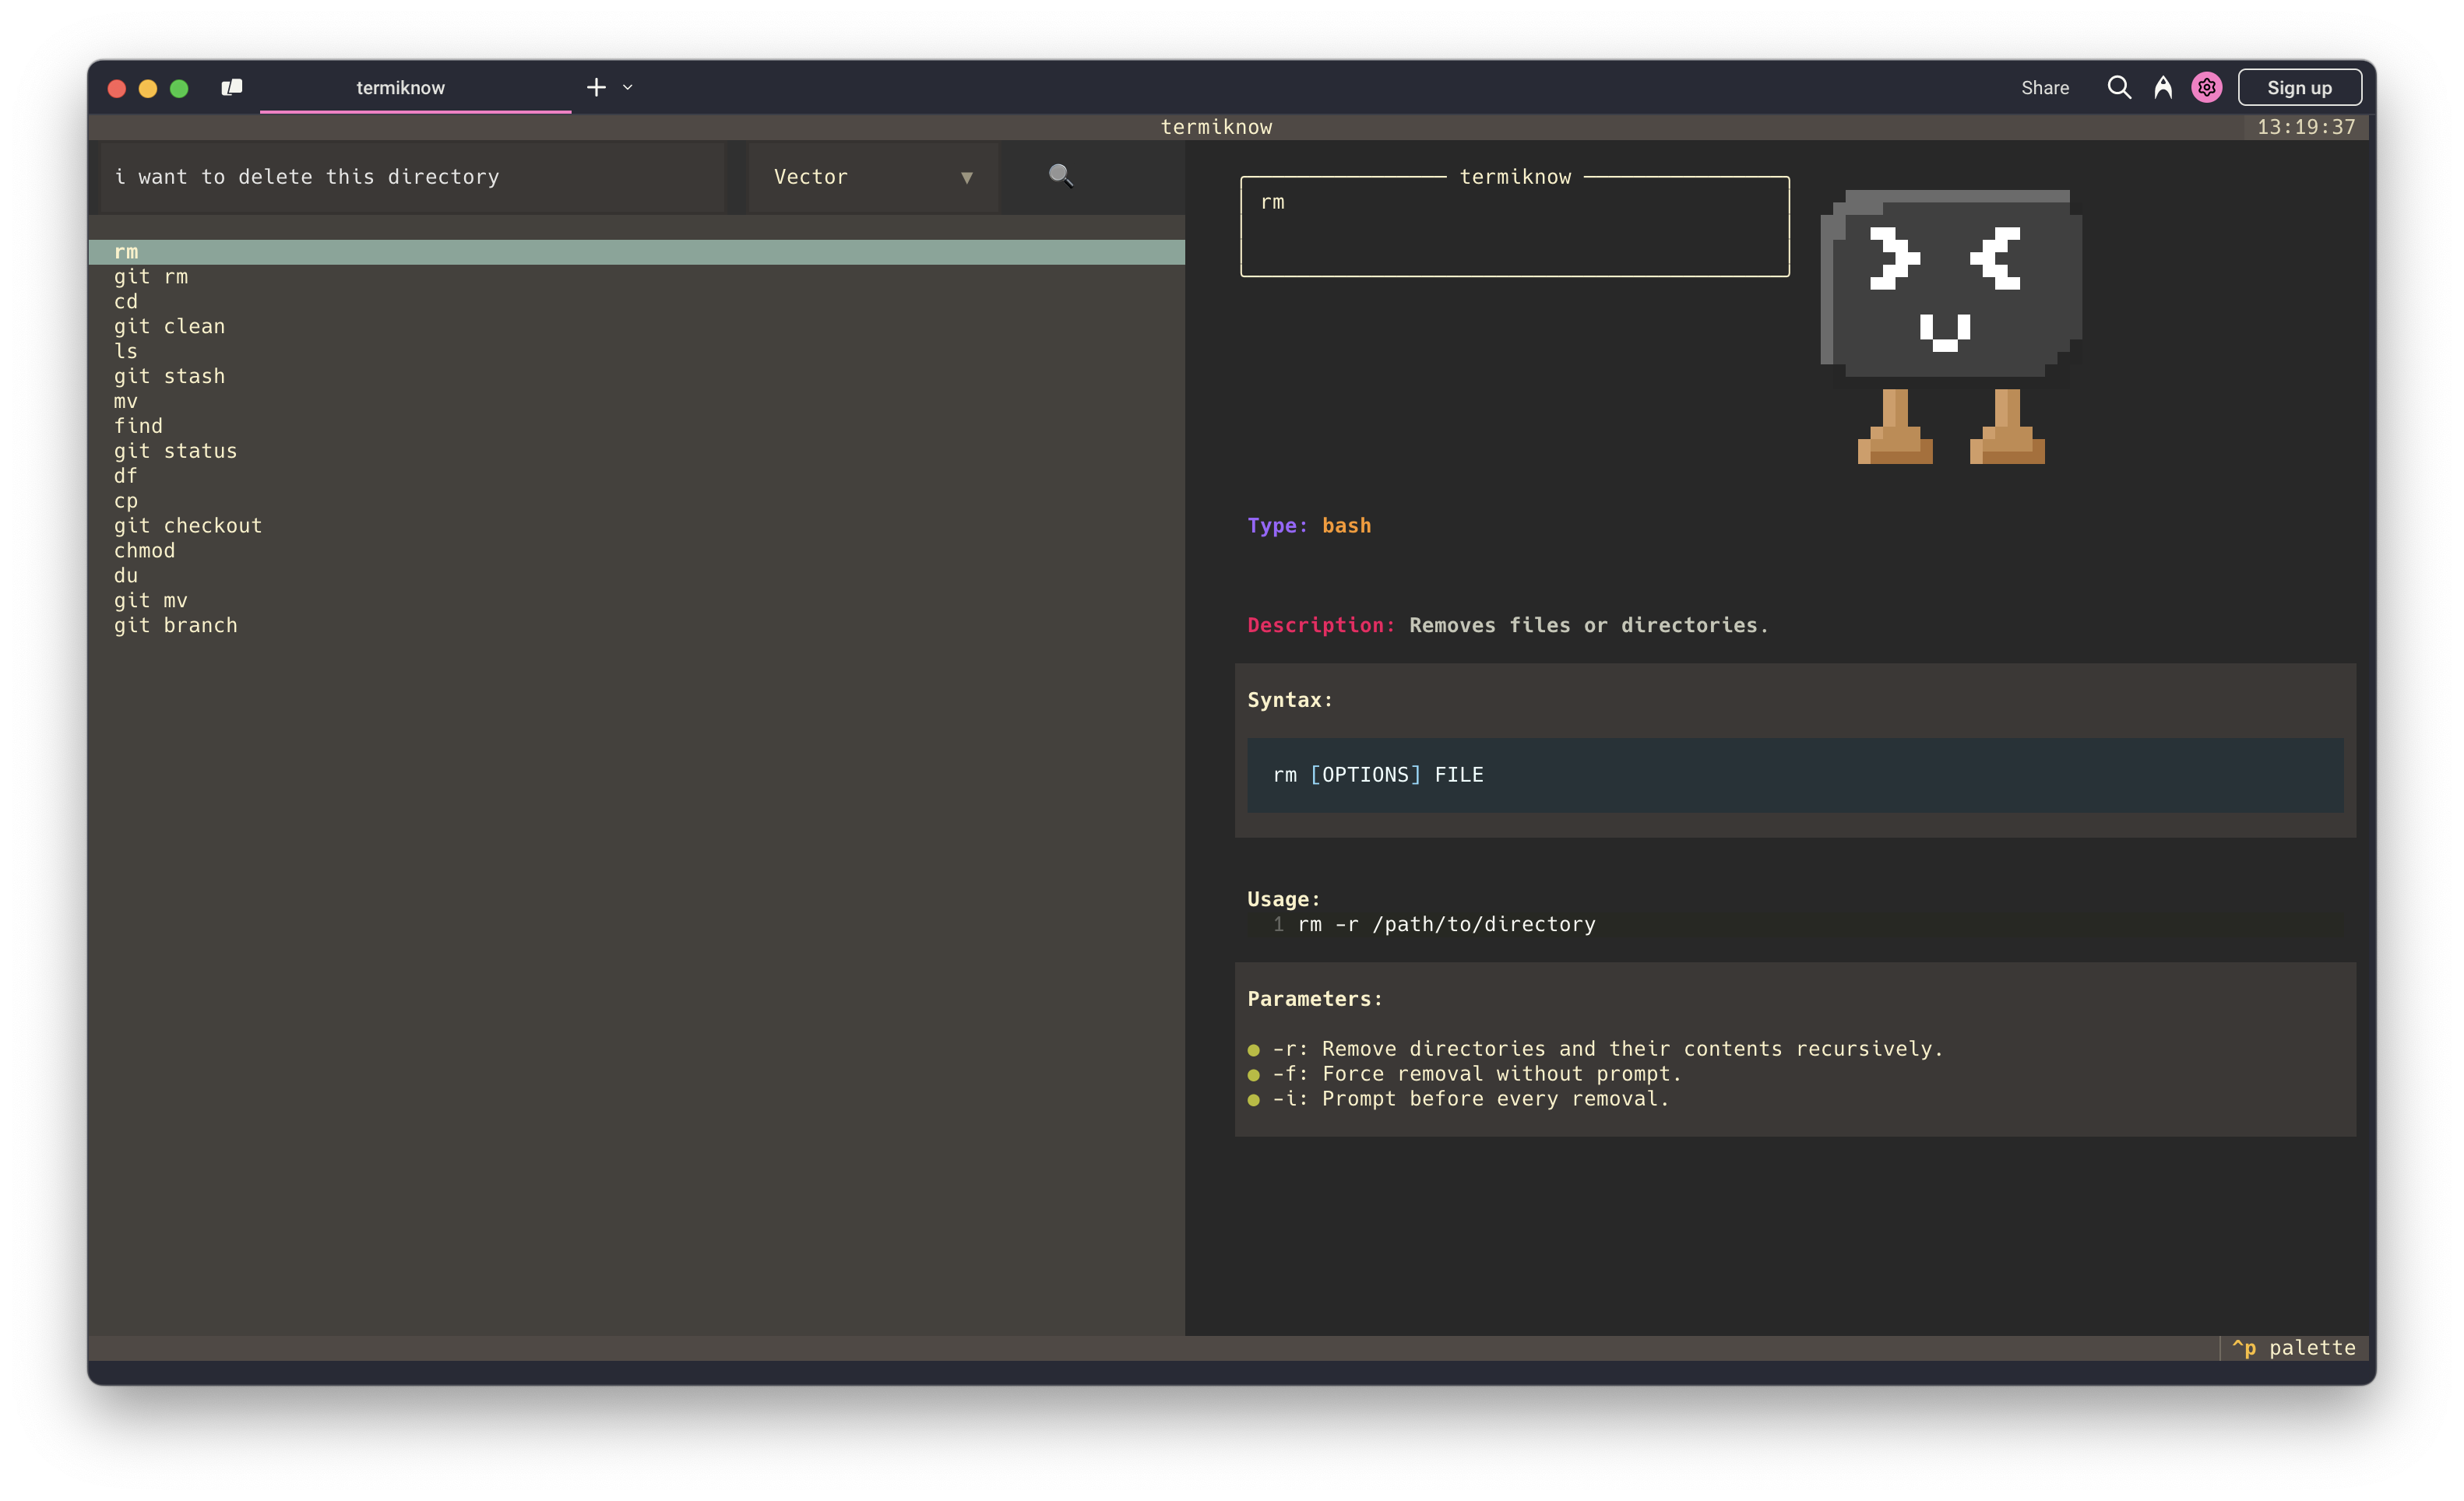 termiknow
Share
Sign up
termiknow
13:19:37
i want to delete this directory
Vector
rm
git rm
cd
git clean
ls
git stash
mv
find
git status
df
cp
git checkout
chmod
du
git mv
git branch
termiknow
rm
Type: bash
Description: Removes files or directories.
Syntax:
rm [OPTIONS] FILE
Usage:
1 rm -r /path/to/directory
Parameters:
● -r: Remove directories and their contents recursively.
● -f: Force removal without prompt.
● -i: Prompt before every removal.
^p palette